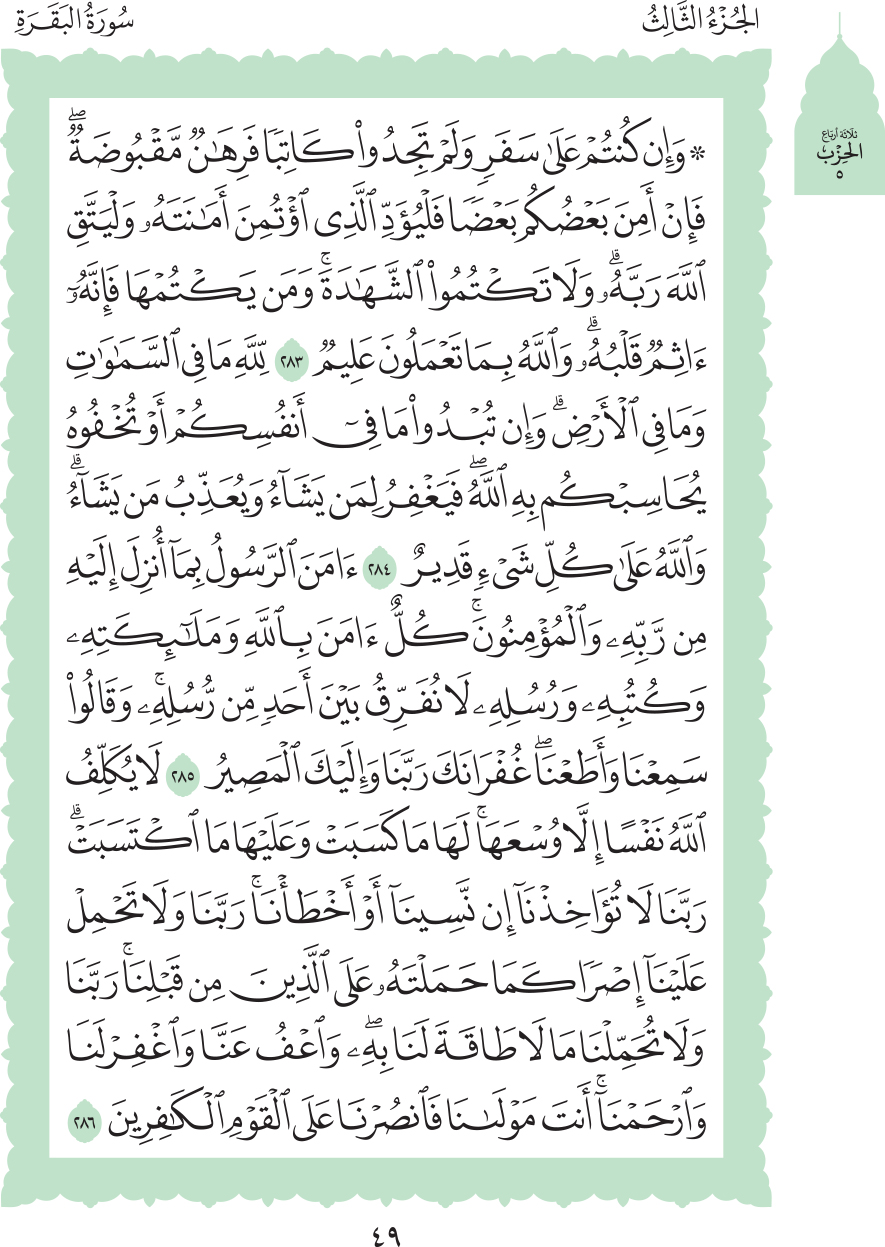 الجُزْءُ الثَّالِثُ
سُورَةُ البَقَرَةِ
ثلاثة أرباع
الحِزْب
٥
۞ وَإِن كُنتُمْ عَلَىٰ سَفَرٍ وَلَمْ تَجِدُوا۟ كَاتِبًا فَرِهَـٰنٌ مَّقْبُوضَةٌ ۖ
فَإِنْ أَمِنَ بَعْضُكُم بَعْضًا فَلْيُؤَدِّ ٱلَّذِى ٱؤْتُمِنَ أَمَـٰنَتَهُۥ وَلْيَتَّقِ
ٱللَّهَ رَبَّهُۥ ۗ وَلَا تَكْتُمُوا۟ ٱلشَّهَـٰدَةَ ۚ وَمَن يَكْتُمْهَا فَإِنَّهُۥٓ
ءَاثِمٌ قَلْبُهُۥ ۗ وَٱللَّهُ بِمَا تَعْمَلُونَ عَلِيمٌ ٢٨٣ لِّلَّهِ مَا فِى ٱلسَّمَـٰوَٰتِ
وَمَا فِى ٱلْأَرْضِ ۗ وَإِن تُبْدُوا۟ مَا فِىٓ أَنفُسِكُمْ أَوْ تُخْفُوهُ
يُحَاسِبْكُم بِهِ ٱللَّهُ ۖ فَيَغْفِرُ لِمَن يَشَآءُ وَيُعَذِّبُ مَن يَشَآءُ ۗ
وَٱللَّهُ عَلَىٰ كُلِّ شَىْءٍ قَدِيرٌ ٢٨٤ ءَامَنَ ٱلرَّسُولُ بِمَآ أُنزِلَ إِلَيْهِ
مِن رَّبِّهِۦ وَٱلْمُؤْمِنُونَ ۚ كُلٌّ ءَامَنَ بِٱللَّهِ وَمَلَـٰٓئِكَتِهِۦ
وَكُتُبِهِۦ وَرُسُلِهِۦ لَا نُفَرِّقُ بَيْنَ أَحَدٍ مِّن رُّسُلِهِۦ ۚ وَقَالُوا۟
سَمِعْنَا وَأَطَعْنَا ۖ غُفْرَانَكَ رَبَّنَا وَإِلَيْكَ ٱلْمَصِيرُ ٢٨٥ لَا يُكَلِّفُ
ٱللَّهُ نَفْسًا إِلَّا وُسْعَهَا ۚ لَهَا مَا كَسَبَتْ وَعَلَيْهَا مَا ٱكْتَسَبَتْ ۗ
رَبَّنَا لَا تُؤَاخِذْنَآ إِن نَّسِينَآ أَوْ أَخْطَأْنَا ۚ رَبَّنَا وَلَا تَحْمِلْ
عَلَيْنَآ إِصْرًا كَمَا حَمَلْتَهُۥ عَلَى ٱلَّذِينَ مِن قَبْلِنَا ۚ رَبَّنَا
وَلَا تُحَمِّلْنَا مَا لَا طَاقَةَ لَنَا بِهِۦ ۖ وَٱعْفُ عَنَّا وَٱغْفِرْ لَنَا
وَٱرْحَمْنَآ ۚ أَنتَ مَوْلَىٰنَا فَٱنصُرْنَا عَلَى ٱلْقَوْمِ ٱلْكَـٰفِرِينَ ٢٨٦
٤٩